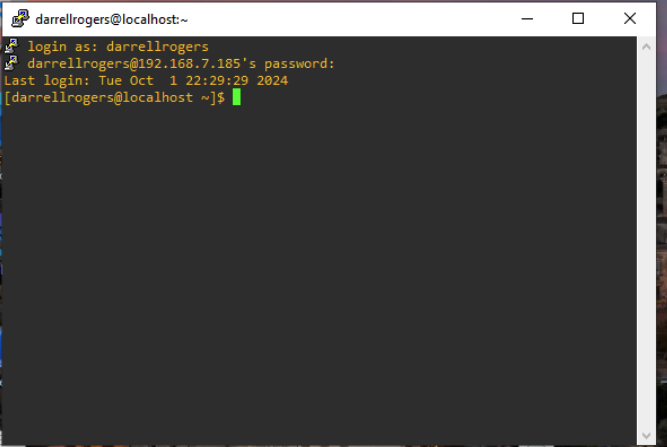 darrellrogers@localhost:~
login as: darrellrogers
darrellrogers@192.168.7.185's password:
Last login: Tue Oct  1 22:29:29 2024
[darrellrogers@localhost ~]$